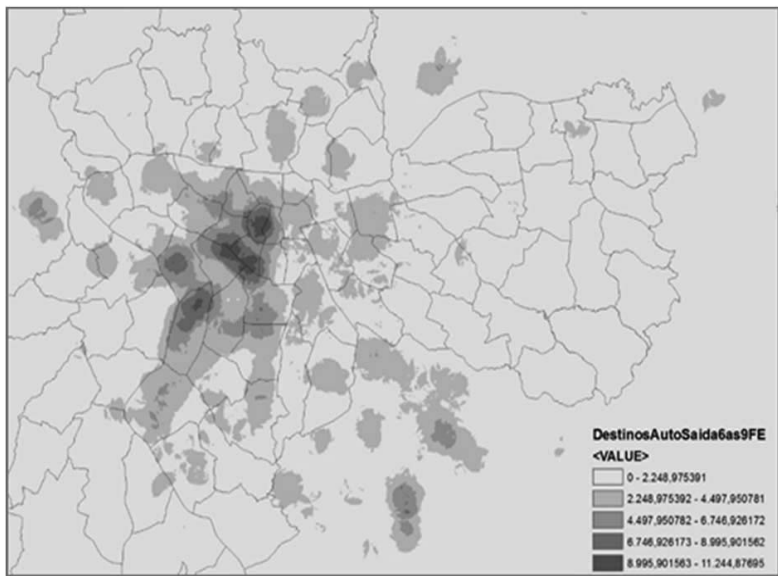 DestinosAutoSaida6as9FE
<VALUE>
0 - 2.248,975391
2.248,975392 - 4.497,950781
4.497,950782 - 6.746,926172
6.746,926173 - 8.995,901562
8.995,901563 - 11.244,87695